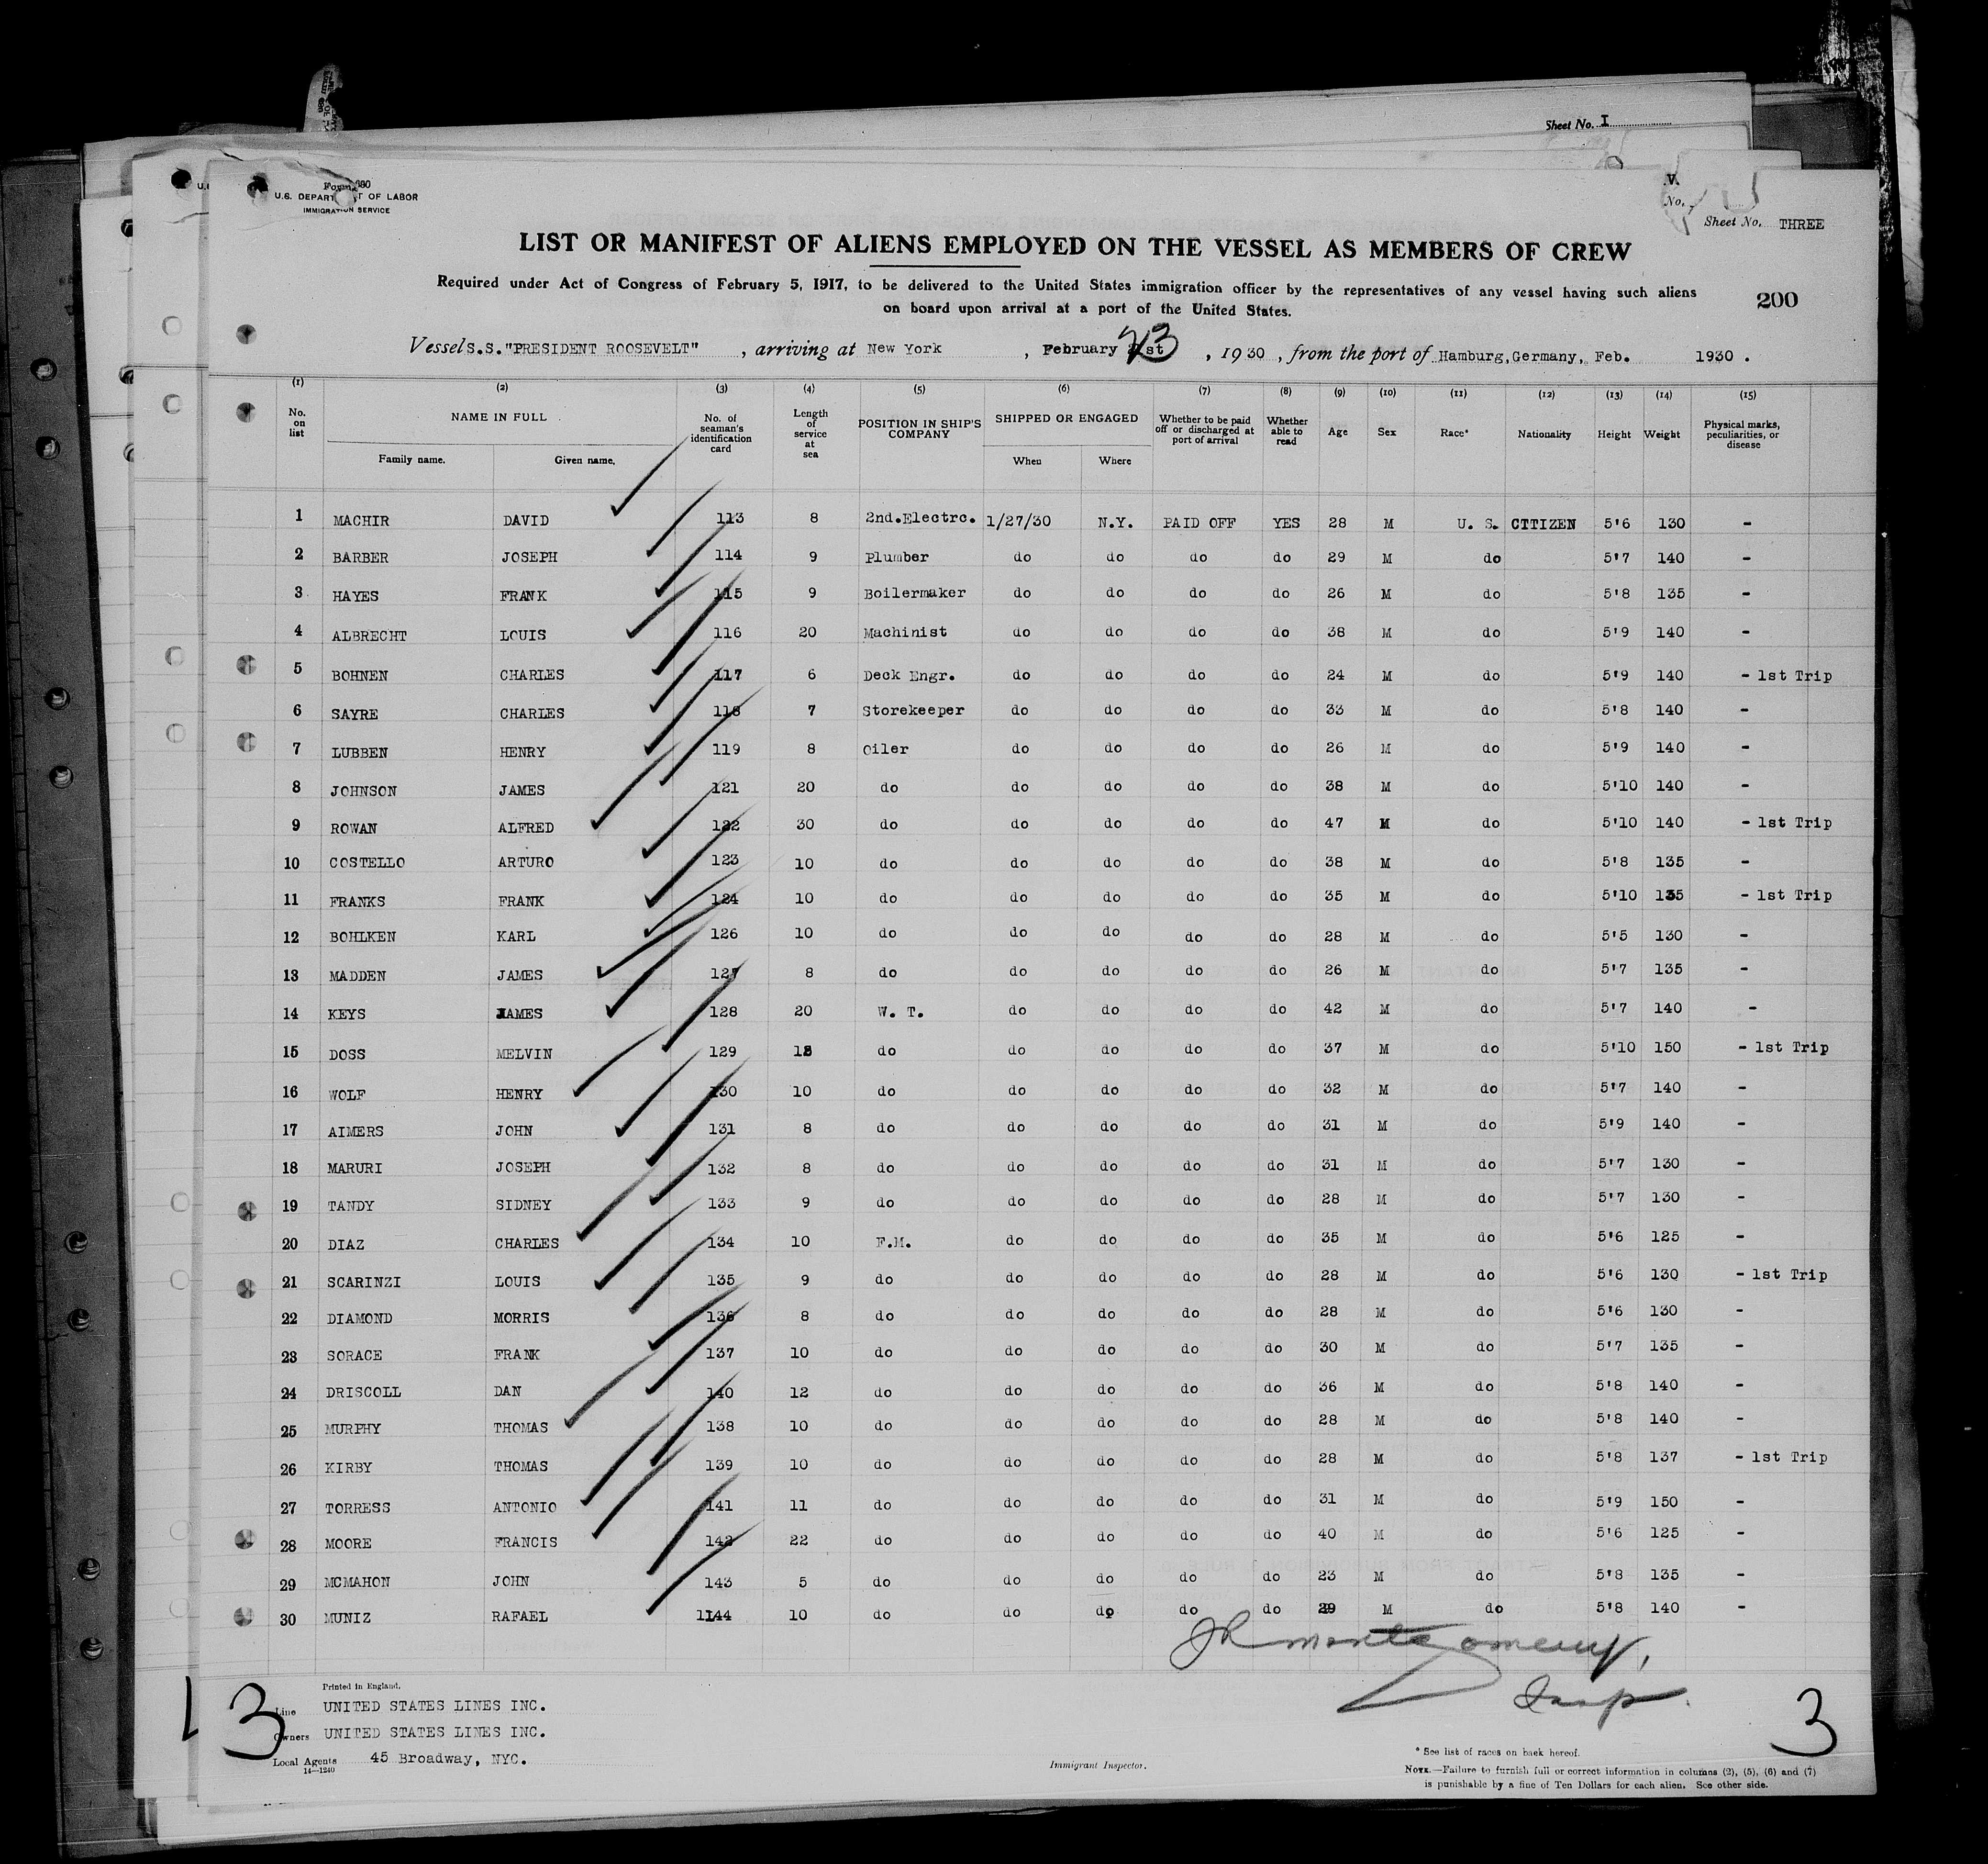 Sheet No. I
Form 680
U.S. DEPARTMENT OF LABOR
IMMIGRATION SERVICE
V.
No.
Sheet No. THREE
LIST OR MANIFEST OF ALIENS EMPLOYED ON THE VESSEL AS MEMBERS OF CREW
Required under Act of Congress of February 5, 1917, to be delivered to the United States immigration officer by the representatives of any vessel having such aliens
on board upon arrival at a port of the United States.
200
Vessel S.S."PRESIDENT ROOSEVELT" , arriving at New York , February 23 , 1930 , from the port of Hamburg, Germany, Feb. 1930 .
(1) (2) (3) (4) (5) (6) (7) (8) (9) (10) (11) (12) (13) (14) (15)
No. on list NAME IN FULL Family name. Given name. No. of seaman's identification card Length of service at sea POSITION IN SHIP'S COMPANY SHIPPED OR ENGAGED When Where Whether to be paid off or discharged at port of arrival Whether able to read Age Sex Race* Nationality Height Weight Physical marks, peculiarities, or disease
1 MACHIR DAVID 113 8 2nd.Electrc. 1/27/30 N.Y. PAID OFF YES 28 M U. S. CITIZEN 5'6 130 -
2 BARBER JOSEPH 114 9 Plumber do do do do 29 M do 5'7 140 -
3 HAYES FRANK 115 9 Boilermaker do do do do 26 M do 5'8 135 -
4 ALBRECHT LOUIS 116 20 Machinist do do do do 38 M do 5'9 140 -
5 BOHNEN CHARLES 117 6 Deck Engr. do do do do 24 M do 5'9 140 - 1st Trip
6 SAYRE CHARLES 118 7 Storekeeper do do do do 33 M do 5'8 140 -
7 LUBBEN HENRY 119 8 Oiler do do do do 26 M do 5'9 140 -
8 JOHNSON JAMES 121 20 do do do do do 38 M do 5'10 140 -
9 ROWAN ALFRED 122 30 do do do do do 47 M do 5'10 140 - 1st Trip
10 COSTELLO ARTURO 123 10 do do do do do 38 M do 5'8 135 -
11 FRANKS FRANK 124 10 do do do do do 35 M do 5'10 135 - 1st Trip
12 BOHLKEN KARL 126 10 do do do do do 28 M do 5'5 130 -
13 MADDEN JAMES 127 8 do do do do do 26 M do 5'7 135 -
14 KEYS JAMES 128 20 W. T. do do do do 42 M do 5'7 140 -
15 DOSS MELVIN 129 18 do do do do do 37 M do 5'10 150 - 1st Trip
16 WOLF HENRY 130 10 do do do do do 32 M do 5'7 140 -
17 AIMERS JOHN 131 8 do do do do do 31 M do 5'9 140 -
18 MARURI JOSEPH 132 8 do do do do do 31 M do 5'7 130 -
19 TANDY SIDNEY 133 9 do do do do do 28 M do 5'7 130 -
20 DIAZ CHARLES 134 10 F.M. do do do do 35 M do 5'6 125 -
21 SCARINZI LOUIS 135 9 do do do do do 28 M do 5'6 130 - 1st Trip
22 DIAMOND MORRIS 136 8 do do do do do 28 M do 5'6 130 -
23 SORACE FRANK 137 10 do do do do do 30 M do 5'7 135 -
24 DRISCOLL DAN 140 12 do do do do do 36 M do 5'8 140 -
25 MURPHY THOMAS 138 10 do do do do do 28 M do 5'8 140 -
26 KIRBY THOMAS 139 10 do do do do do 28 M do 5'8 137 - 1st Trip
27 TORRESS ANTONIO 141 11 do do do do do 31 M do 5'9 150 -
28 MOORE FRANCIS 142 22 do do do do do 40 M do 5'6 125 -
29 MCMAHON JOHN 143 5 do do do do do 23 M do 5'8 135 -
30 MUNIZ RAFAEL 1144 10 do do do do do 29 M do 5'8 140 -
JR Montgomery,
Insp.
Printed in England.
Line UNITED STATES LINES INC.
Owners UNITED STATES LINES INC.
Local Agents 45 Broadway, NYC.
14—1240
3
3
Immigrant Inspector.
* See list of races on back hereof.
NOTE.—Failure to furnish full or correct information in columns (2), (5), (6) and (7)
is punishable by a fine of Ten Dollars for each alien. See other side.